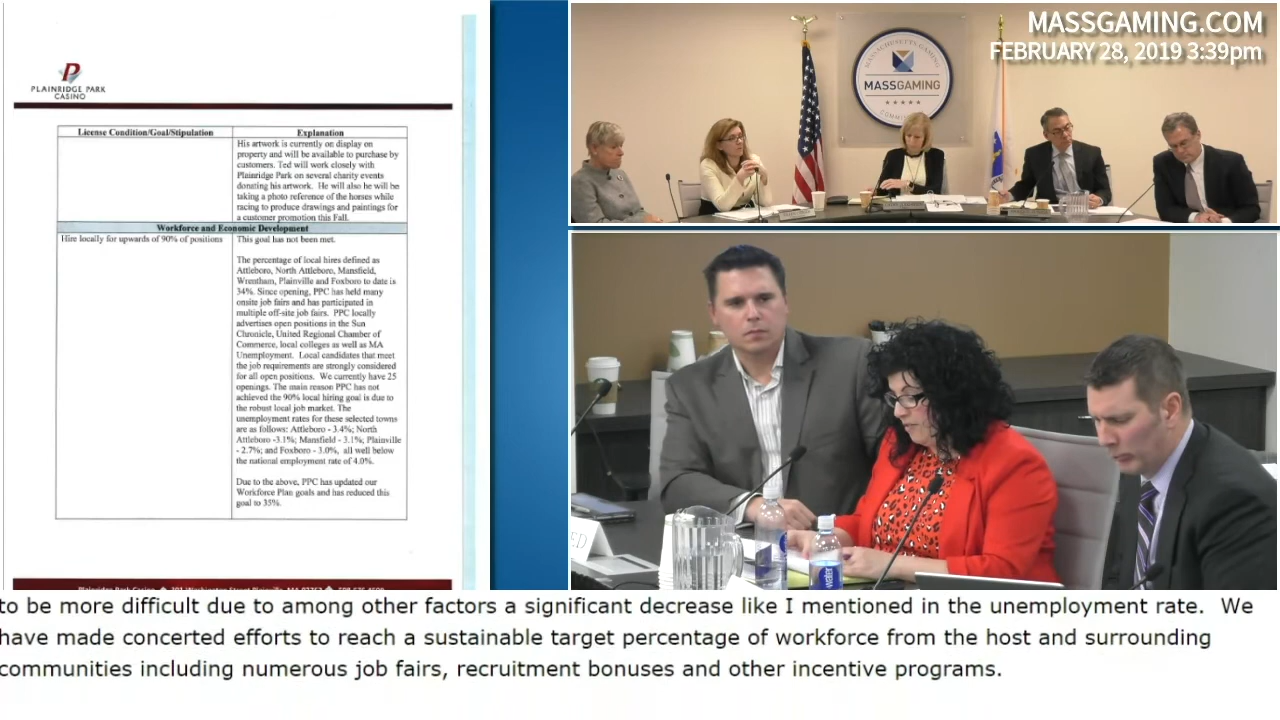 P
PLAINRIDGE PARK
CASINO
License Condition/Goal/Stipulation
Explanation
His artwork is currently on display on
property and will be available to purchase by
customers. Ted will work closely with
Plainridge Park on several charity events
donating his artwork. He will also he will be
taking a photo reference of the horses while
racing to produce drawings and paintings for
a customer promotion this Fall.
Workforce and Economic Development
Hire locally for upwards of 90% of positions
This goal has not been met.
The percentage of local hires defined as
Attleboro, North Attleboro, Mansfield,
Wrentham, Plainville and Foxboro to date is
34%. Since opening, PPC has held many
onsite job fairs and has participated in
multiple off-site job fairs. PPC locally
advertises open positions in the Sun
Chronicle, United Regional Chamber of
Commerce, local colleges as well as MA
Unemployment. Local candidates that meet
the job requirements are strongly considered
for all open positions. We currently have 25
openings. The main reason PPC has not
achieved the 90% local hiring goal is due to
the robust local job market. The
unemployment rates for these selected towns
are as follows: Attleboro - 3.4%; North
Attleboro -3.1%; Mansfield - 3.1%; Plainville
- 2.7%; and Foxboro - 3.0%, all well below
the national employment rate of 4.0%.
Due to the above, PPC has updated our
Workforce Plan goals and has reduced this
goal to 35%.
MASSGAMING.COM
FEBRUARY 28, 2019 3:39pm
MASSACHUSETTS GAMING
MASSGAMING
water
to be more difficult due to among other factors a significant decrease like I mentioned in the unemployment rate. We
have made concerted efforts to reach a sustainable target percentage of workforce from the host and surrounding
communities including numerous job fairs, recruitment bonuses and other incentive programs.